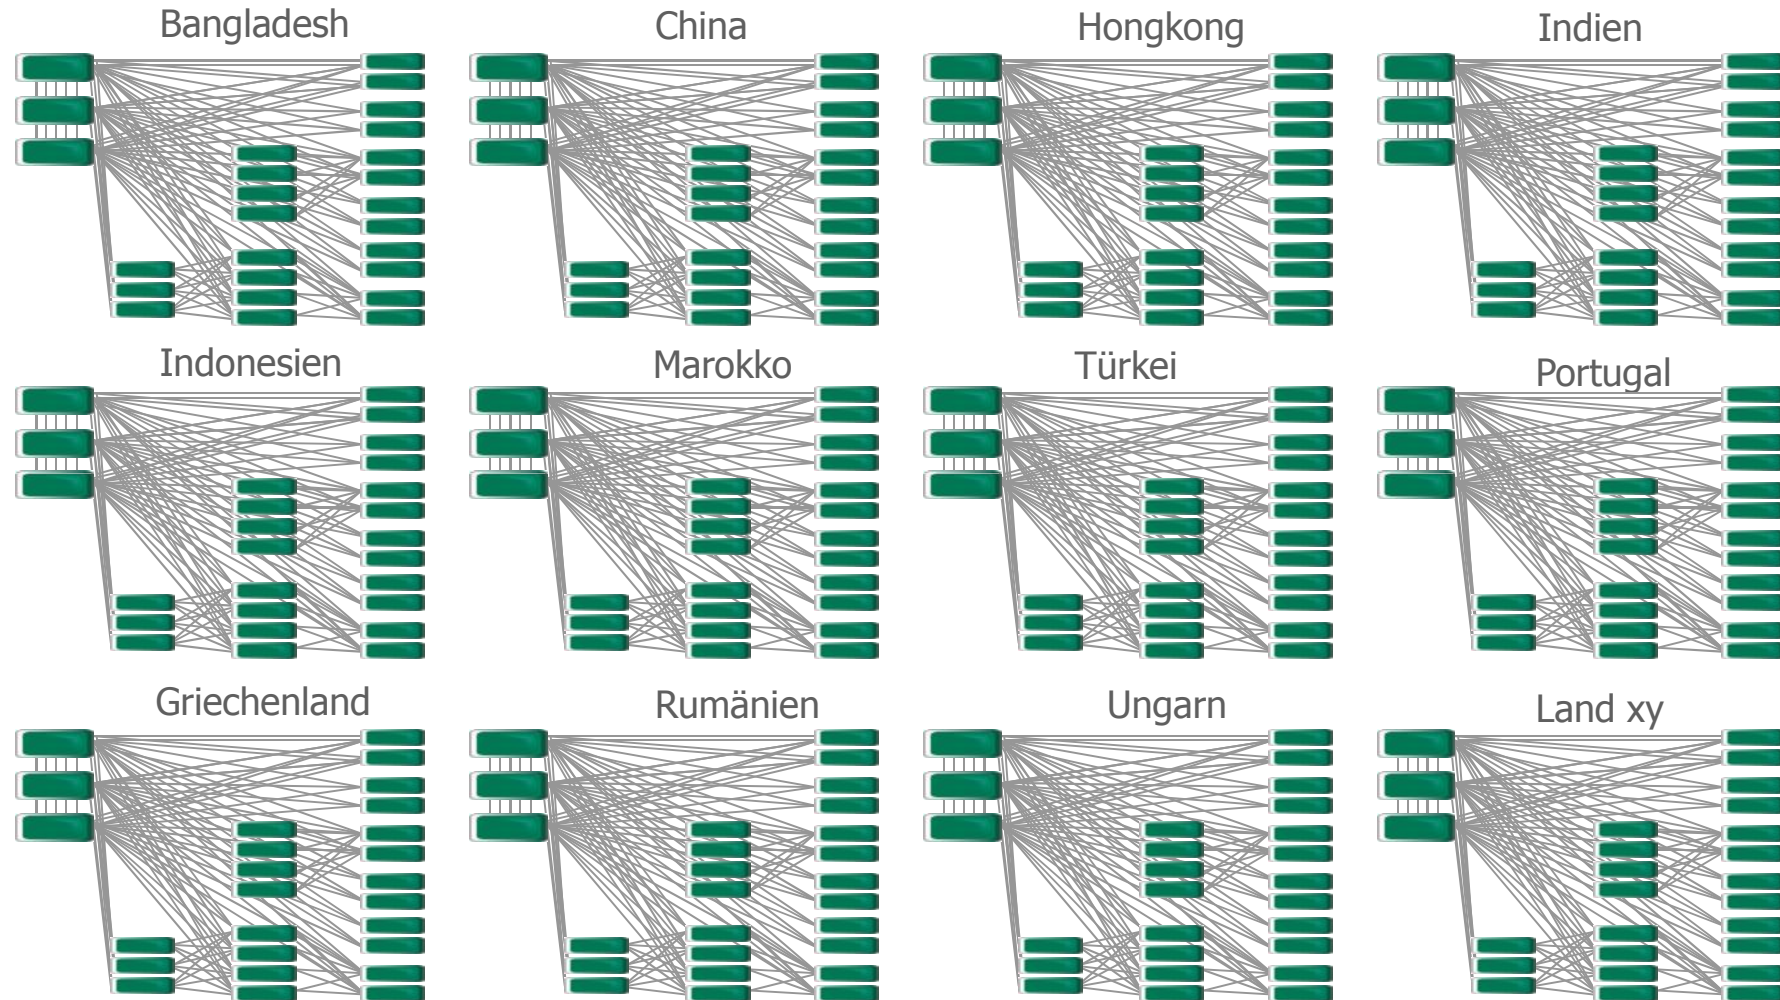 Bangladesh
China
Hongkong
Indien
Indonesien
Marokko
Türkei
Portugal
Griechenland
Rumänien
Ungarn
Land xy